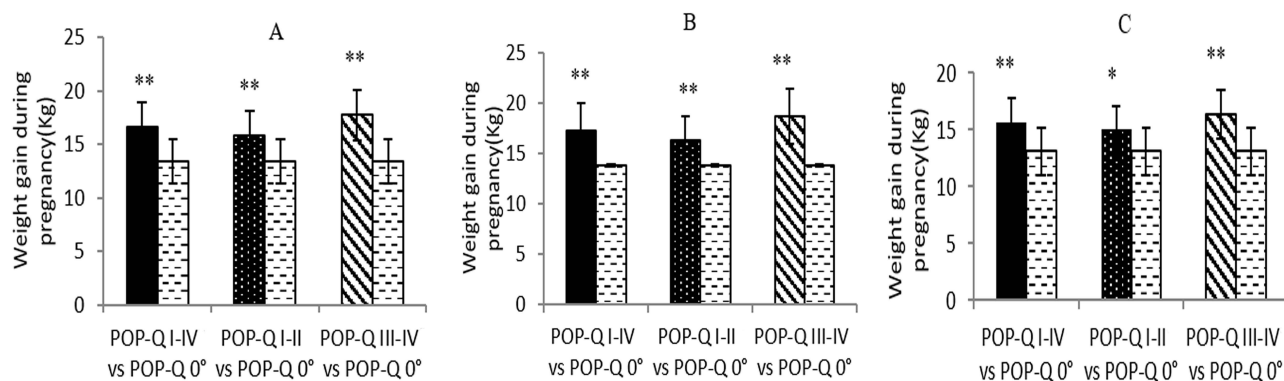 A
Weight gain during
pregnancy(Kg)
25
20
15
10
5
0
**
**
**
POP-Q I-IV
vs POP-Q 0°
POP-Q I-II
vs POP-Q 0°
POP-Q III-IV
vs POP-Q 0°
B
Weight gain during
pregnancy(Kg)
25
20
15
10
5
0
**
**
**
POP-Q I-IV
vs POP-Q 0°
POP-Q I-II
vs POP-Q 0°
POP-Q III-IV
vs POP-Q 0°
C
Weight gain during
pregnancy(Kg)
20
15
10
5
0
**
*
**
POP-Q I-IV
vs POP-Q 0°
POP-Q I-II
vs POP-Q 0°
POP-Q III-IV
vs POP-Q 0°